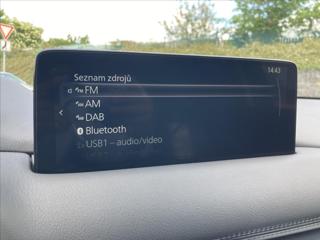 Seznam zdrojů
14:43
FM
AM
DAB
Bluetooth
USB1 – audio/video